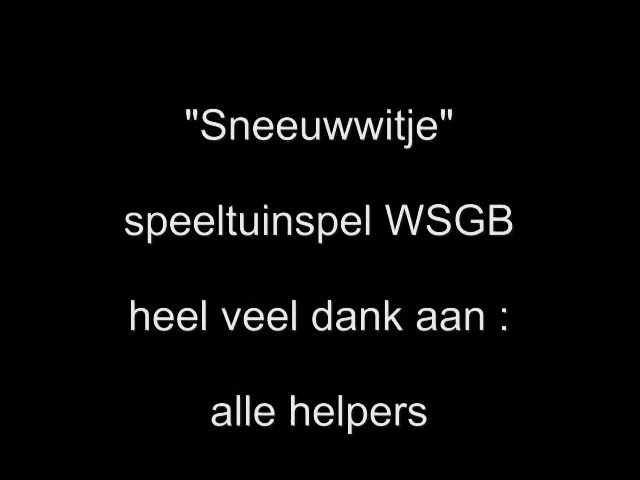 "Sneeuwwitje"
speeltuinspel WSGB
heel veel dank aan :
alle helpers